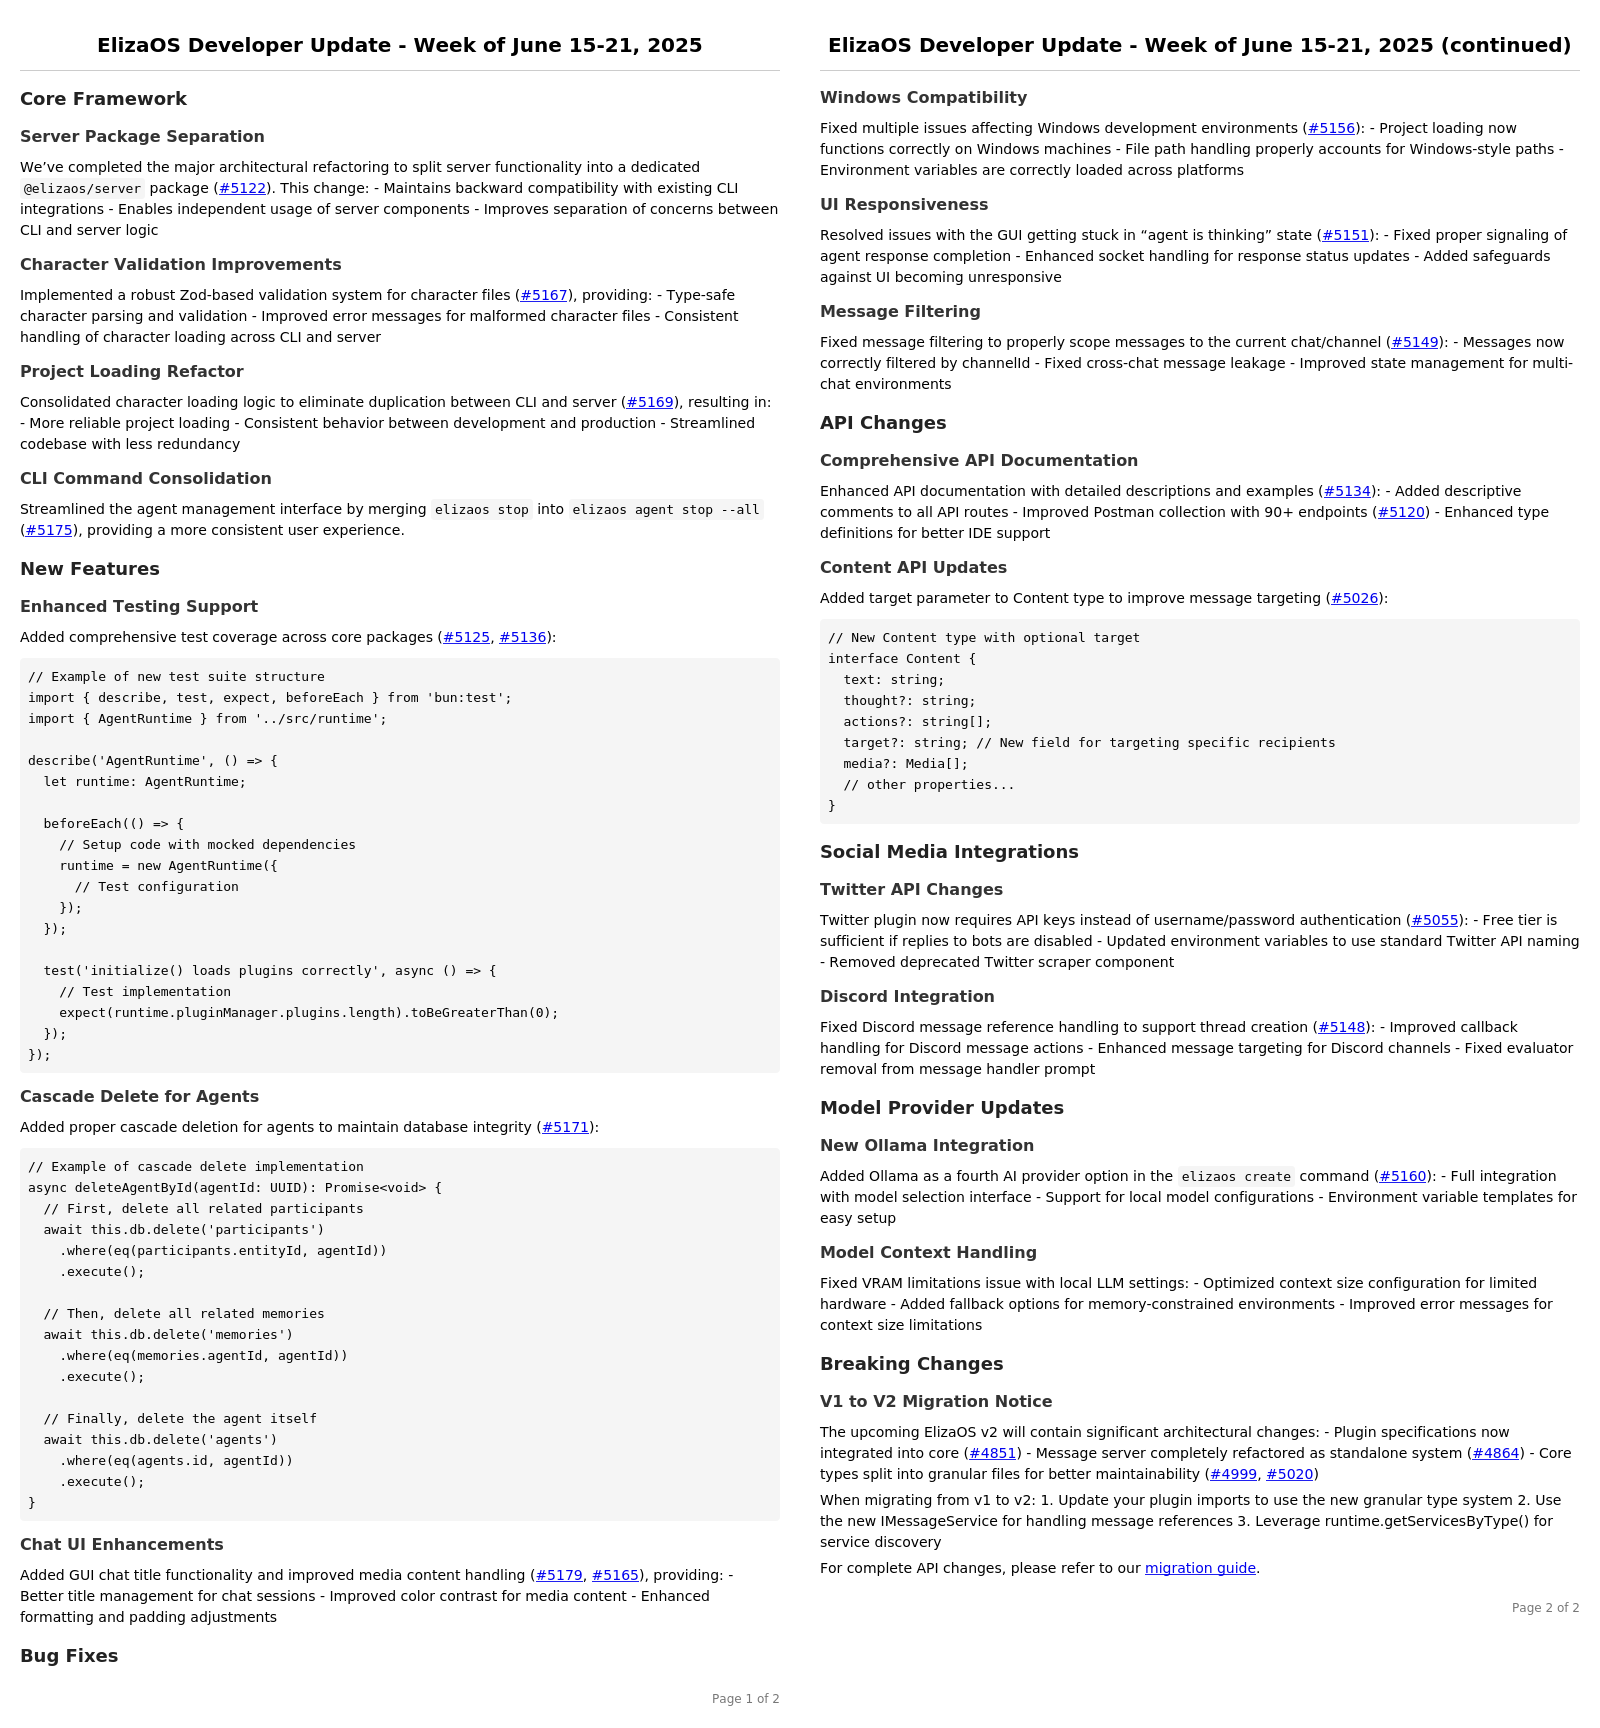 ElizaOS Developer Update - Week of June 15-21, 2025
Core Framework
Server Package Separation
We’ve completed the major architectural refactoring to split server functionality into a dedicated
@elizaos/server package (#5122). This change: - Maintains backward compatibility with existing CLI
integrations - Enables independent usage of server components - Improves separation of concerns between
CLI and server logic
Character Validation Improvements
Implemented a robust Zod-based validation system for character files (#5167), providing: - Type-safe
character parsing and validation - Improved error messages for malformed character files - Consistent
handling of character loading across CLI and server
Project Loading Refactor
Consolidated character loading logic to eliminate duplication between CLI and server (#5169), resulting in:
- More reliable project loading - Consistent behavior between development and production - Streamlined
codebase with less redundancy
CLI Command Consolidation
Streamlined the agent management interface by merging elizaos stop into elizaos agent stop --all
(#5175), providing a more consistent user experience.
New Features
Enhanced Testing Support
Added comprehensive test coverage across core packages (#5125, #5136):
// Example of new test suite structure
import { describe, test, expect, beforeEach } from 'bun:test';
import { AgentRuntime } from '../src/runtime';

describe('AgentRuntime', () => {
  let runtime: AgentRuntime;

  beforeEach(() => {
    // Setup code with mocked dependencies
    runtime = new AgentRuntime({
      // Test configuration
    });
  });

  test('initialize() loads plugins correctly', async () => {
    // Test implementation
    expect(runtime.pluginManager.plugins.length).toBeGreaterThan(0);
  });
});
Cascade Delete for Agents
Added proper cascade deletion for agents to maintain database integrity (#5171):
// Example of cascade delete implementation
async deleteAgentById(agentId: UUID): Promise<void> {
  // First, delete all related participants
  await this.db.delete('participants')
    .where(eq(participants.entityId, agentId))
    .execute();

  // Then, delete all related memories
  await this.db.delete('memories')
    .where(eq(memories.agentId, agentId))
    .execute();

  // Finally, delete the agent itself
  await this.db.delete('agents')
    .where(eq(agents.id, agentId))
    .execute();
}
Chat UI Enhancements
Added GUI chat title functionality and improved media content handling (#5179, #5165), providing: -
Better title management for chat sessions - Improved color contrast for media content - Enhanced
formatting and padding adjustments
Bug Fixes
Page 1 of 2
ElizaOS Developer Update - Week of June 15-21, 2025 (continued)
Windows Compatibility
Fixed multiple issues affecting Windows development environments (#5156): - Project loading now
functions correctly on Windows machines - File path handling properly accounts for Windows-style paths -
Environment variables are correctly loaded across platforms
UI Responsiveness
Resolved issues with the GUI getting stuck in “agent is thinking” state (#5151): - Fixed proper signaling of
agent response completion - Enhanced socket handling for response status updates - Added safeguards
against UI becoming unresponsive
Message Filtering
Fixed message filtering to properly scope messages to the current chat/channel (#5149): - Messages now
correctly filtered by channelId - Fixed cross-chat message leakage - Improved state management for multi-
chat environments
API Changes
Comprehensive API Documentation
Enhanced API documentation with detailed descriptions and examples (#5134): - Added descriptive
comments to all API routes - Improved Postman collection with 90+ endpoints (#5120) - Enhanced type
definitions for better IDE support
Content API Updates
Added target parameter to Content type to improve message targeting (#5026):
// New Content type with optional target
interface Content {
  text: string;
  thought?: string;
  actions?: string[];
  target?: string; // New field for targeting specific recipients
  media?: Media[];
  // other properties...
}
Social Media Integrations
Twitter API Changes
Twitter plugin now requires API keys instead of username/password authentication (#5055): - Free tier is
sufficient if replies to bots are disabled - Updated environment variables to use standard Twitter API naming
- Removed deprecated Twitter scraper component
Discord Integration
Fixed Discord message reference handling to support thread creation (#5148): - Improved callback
handling for Discord message actions - Enhanced message targeting for Discord channels - Fixed evaluator
removal from message handler prompt
Model Provider Updates
New Ollama Integration
Added Ollama as a fourth AI provider option in the elizaos create command (#5160): - Full integration
with model selection interface - Support for local model configurations - Environment variable templates for
easy setup
Model Context Handling
Fixed VRAM limitations issue with local LLM settings: - Optimized context size configuration for limited
hardware - Added fallback options for memory-constrained environments - Improved error messages for
context size limitations
Breaking Changes
V1 to V2 Migration Notice
The upcoming ElizaOS v2 will contain significant architectural changes: - Plugin specifications now
integrated into core (#4851) - Message server completely refactored as standalone system (#4864) - Core
types split into granular files for better maintainability (#4999, #5020)
When migrating from v1 to v2: 1. Update your plugin imports to use the new granular type system 2. Use
the new IMessageService for handling message references 3. Leverage runtime.getServicesByType() for
service discovery
For complete API changes, please refer to our migration guide.
Page 2 of 2